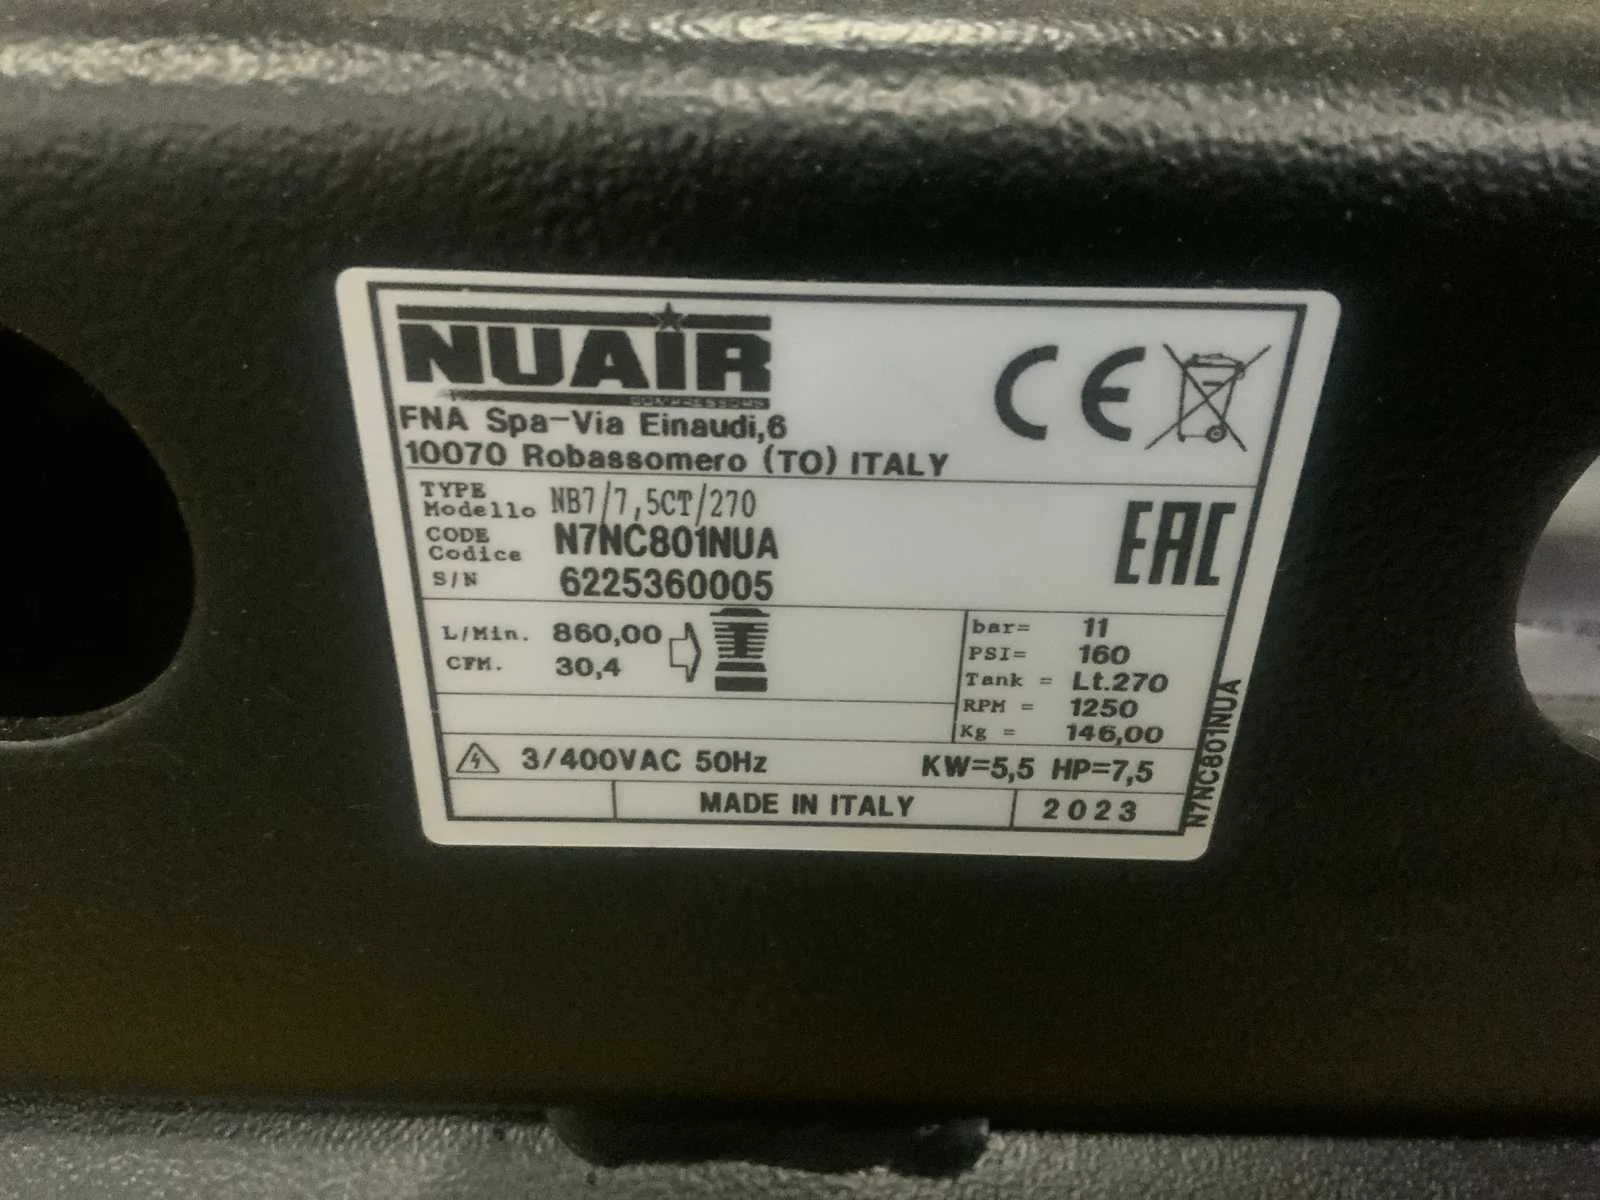 NUAIR
COMPRESSORS
FNA Spa-Via Einaudi,6
10070 Robassomero (TO) ITALY
CE
TYPE
Modello NB7/7,5CT/270
CODE
Codice N7NC801NUA
S/N 6225360005
EAC
L/Min. 860,00
CFM. 30,4
bar= 11
PSI= 160
Tank = Lt.270
RPM = 1250
Kg = 146,00
3/400VAC 50Hz KW=5,5 HP=7,5
MADE IN ITALY 2023
N7NC801NUA